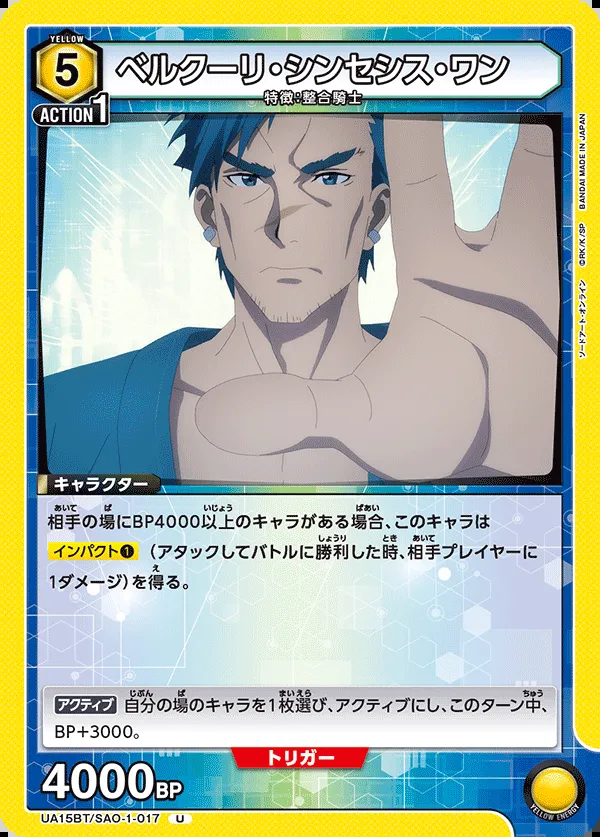 YELLOW
5
ベルクーリ・シンセシス・ワン
特徴:整合騎士
ACTION1
BANDAI MADE IN JAPAN
©RK/K/SP
ソードアート・オンライン
キャラクター
相手の場にBP4000以上のキャラがある場合、このキャラは
インパクト❶ (アタックしてバトルに勝利した時、相手プレイヤーに
1ダメージ)を得る。
アクティブ 自分の場のキャラを1枚選び、アクティブにし、このターン中、
BP+3000。
トリガー
4000BP
UA15BT/SAO-1-017 U
YELLOW ENERGY